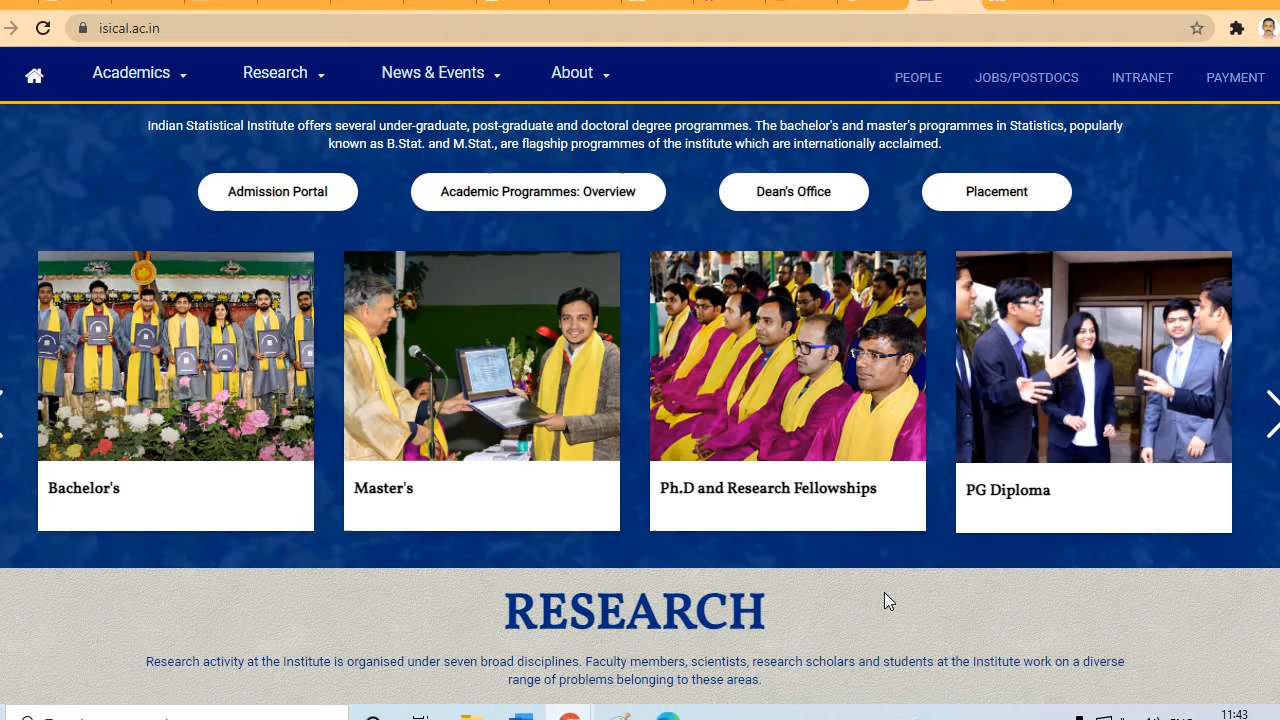 isical.ac.in
Academics
Research
News & Events
About
PEOPLE
JOBS/POSTDOCS
INTRANET
PAYMENT
Indian Statistical Institute offers several under-graduate, post-graduate and doctoral degree programmes. The bachelor's and master's programmes in Statistics, popularly
known as B.Stat. and M.Stat., are flagship programmes of the institute which are internationally acclaimed.
Admission Portal
Academic Programmes: Overview
Dean's Office
Placement
Bachelor's
Master's
Ph.D and Research Fellowships
PG Diploma
RESEARCH
Research activity at the Institute is organised under seven broad disciplines. Faculty members, scientists, research scholars and students at the Institute work on a diverse
range of problems belonging to these areas.
11:43